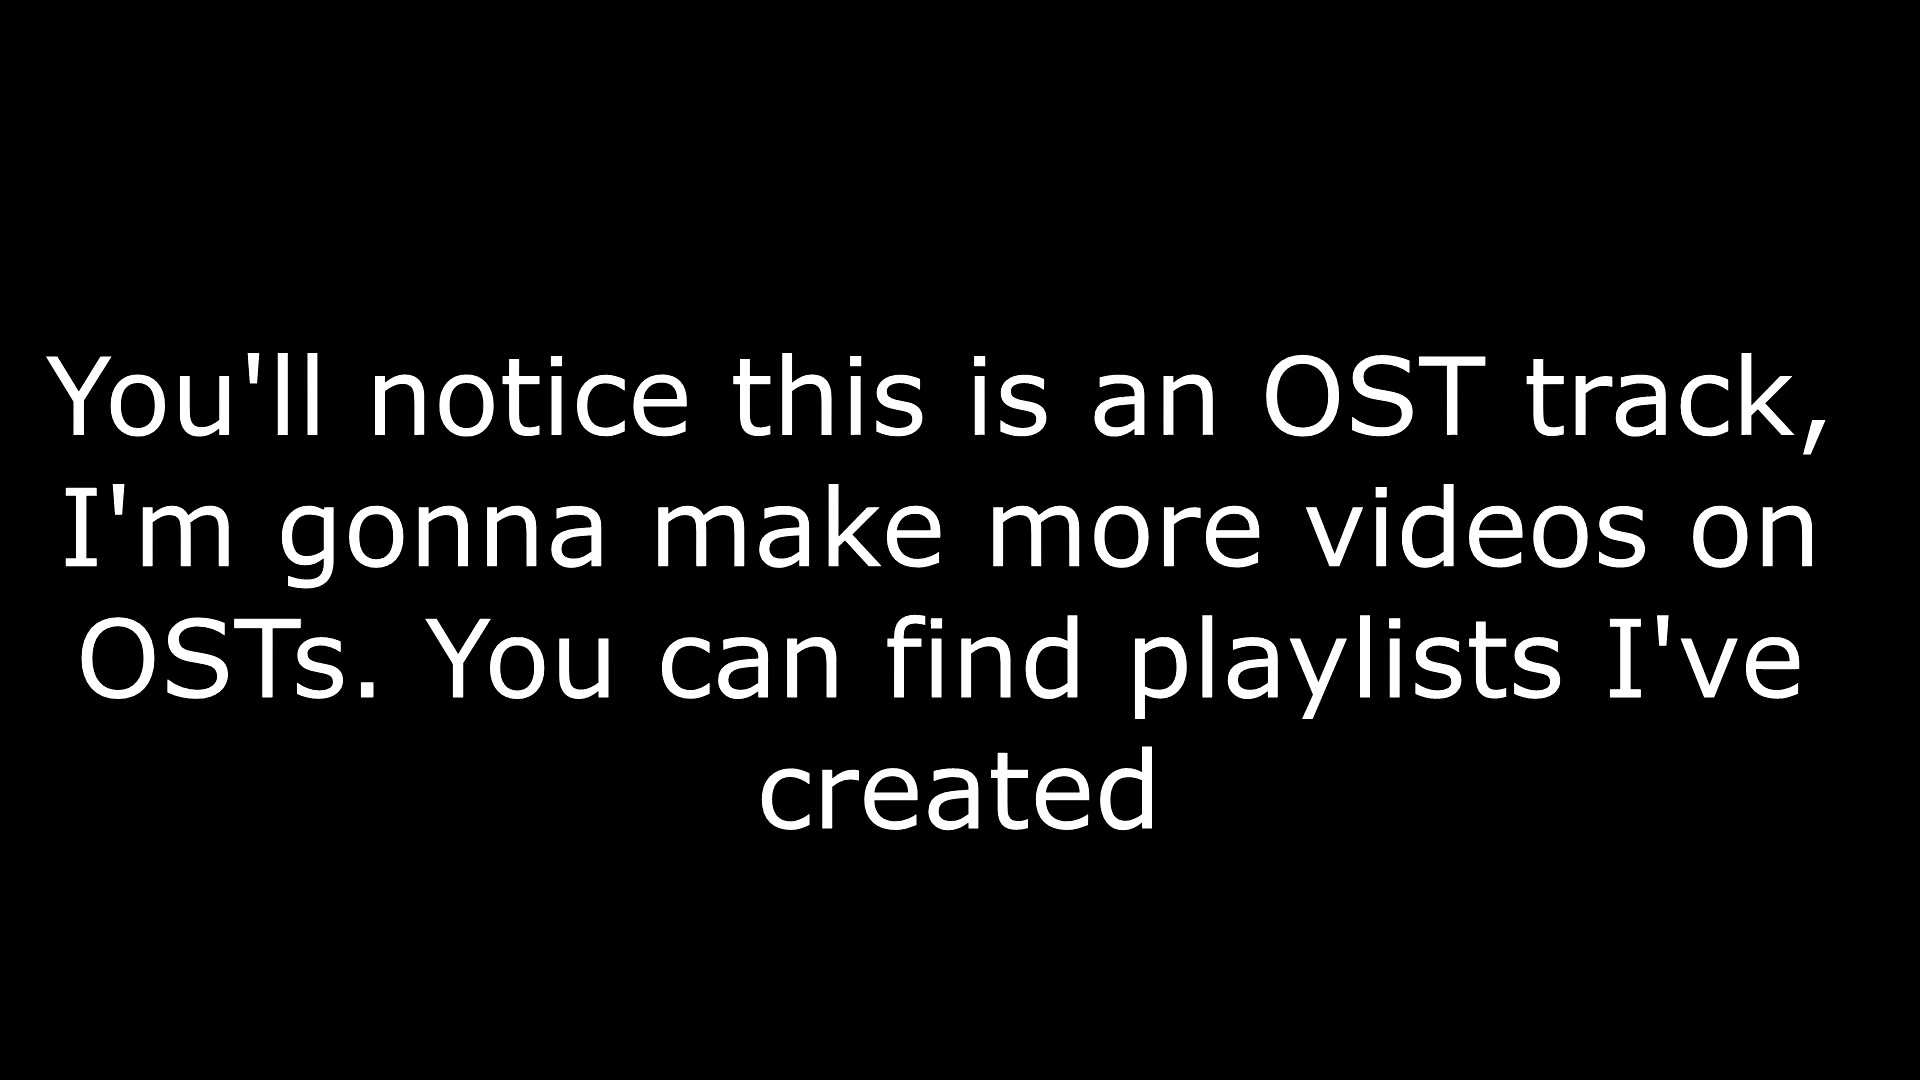 You'll notice this is an OST track,
I'm gonna make more videos on
OSTs. You can find playlists I've
created